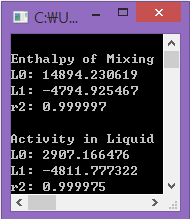 C:₩U...
Enthalpy of Mixing
L0: 14894.230619
L1: -4794.925467
r2: 0.999997
Activity in Liquid
L0: 2907.166476
L1: -4811.777322
r2: 0.999975